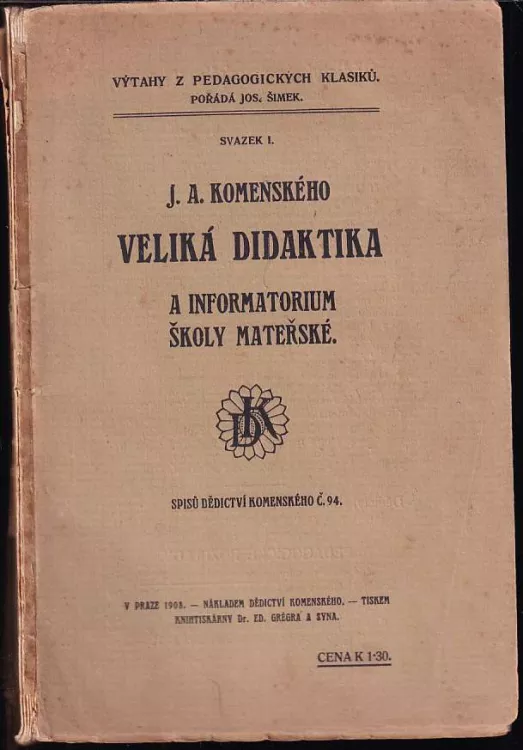 VÝTAHY Z PEDAGOGICKÝCH KLASIKŮ.
POŘÁDÁ JOS. ŠIMEK.
SVAZEK I.
J. A. KOMENSKÉHO
VELIKÁ DIDAKTIKA
A INFORMATORIUM
ŠKOLY MATEŘSKÉ.
DK
SPISŮ DĚDICTVÍ KOMENSKÉHO Č. 94.
V PRAZE 1908. — NÁKLADEM DĚDICTVÍ KOMENSKÉHO. — TISKEM
KNIHTISKÁRNY Dr. ED. GRÉGRA A SYNA.
CENA K 1·30.